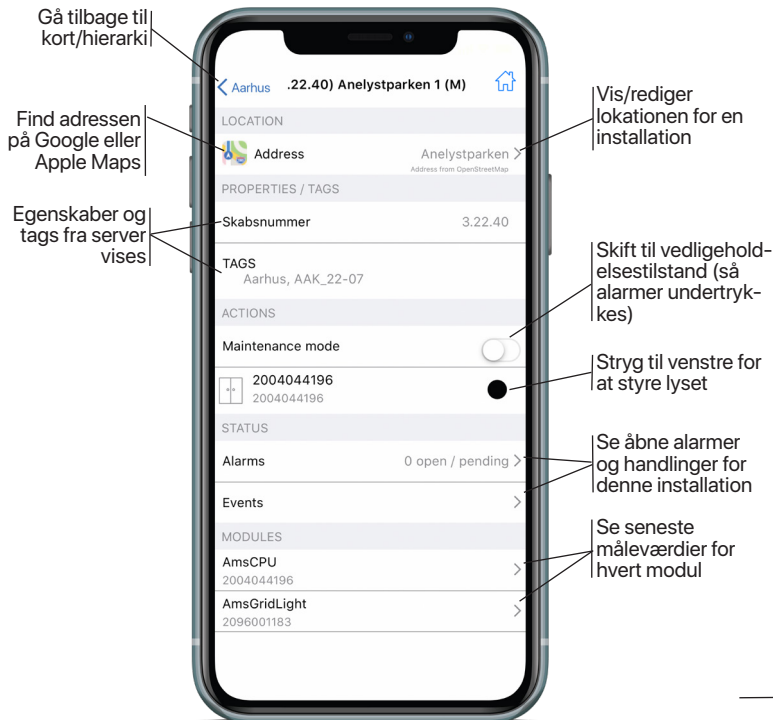 Gå tilbage til
kort/hierarki
Find adressen
på Google eller
Apple Maps
Egenskaber og
tags fra server
vises
Aarhus .22.40) Anelystparken 1 (M)
LOCATION
Address Anelystparken
Address from OpenStreetMap
PROPERTIES / TAGS
Skabsnummer 3.22.40
TAGS
Aarhus, AAK_22-07
ACTIONS
Maintenance mode
2004044196
2004044196
STATUS
Alarms 0 open / pending
Events
MODULES
AmsCPU
2004044196
AmsGridLight
2096001183
Vis/rediger
lokationen for en
installation
Skift til vedligehold-
elsestilstand (så
alarmer undertryk-
kes)
Stryg til venstre for
at styre lyset
Se åbne alarmer
og handlinger for
denne installation
Se seneste
måleværdier for
hvert modul